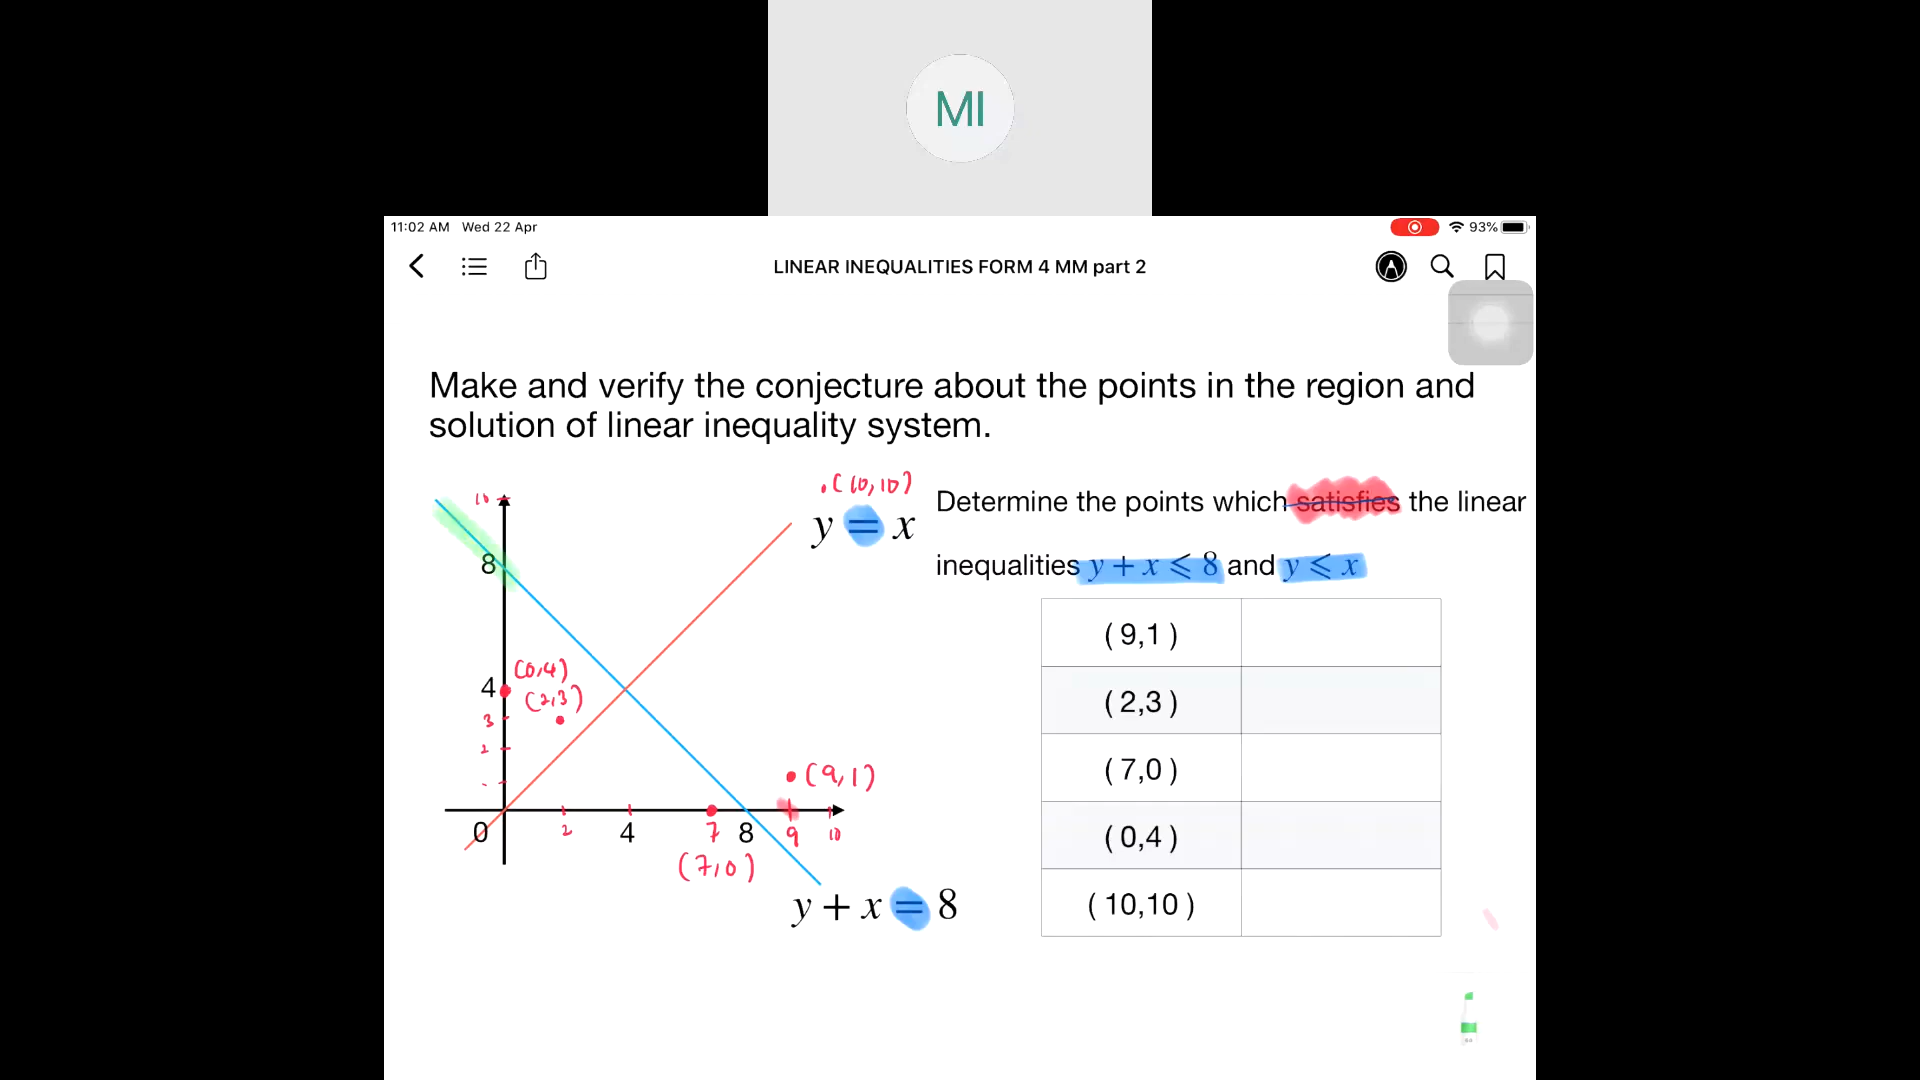 MI
11:02 AM Wed 22 Apr
93%
LINEAR INEQUALITIES FORM 4 MM part 2
Make and verify the conjecture about the points in the region and
solution of linear inequality system.
.(10,10)
y = x
10
8
(0,4)
4
(2,3)
3
2
(9,1)
0
2
4
7
8
9
10
(7,0)
y + x = 8
Determine the points which satisfies the linear
inequalities y + x ⩽ 8 and y ⩽ x
( 9,1 )
( 2,3 )
( 7,0 )
( 0,4 )
( 10,10 )